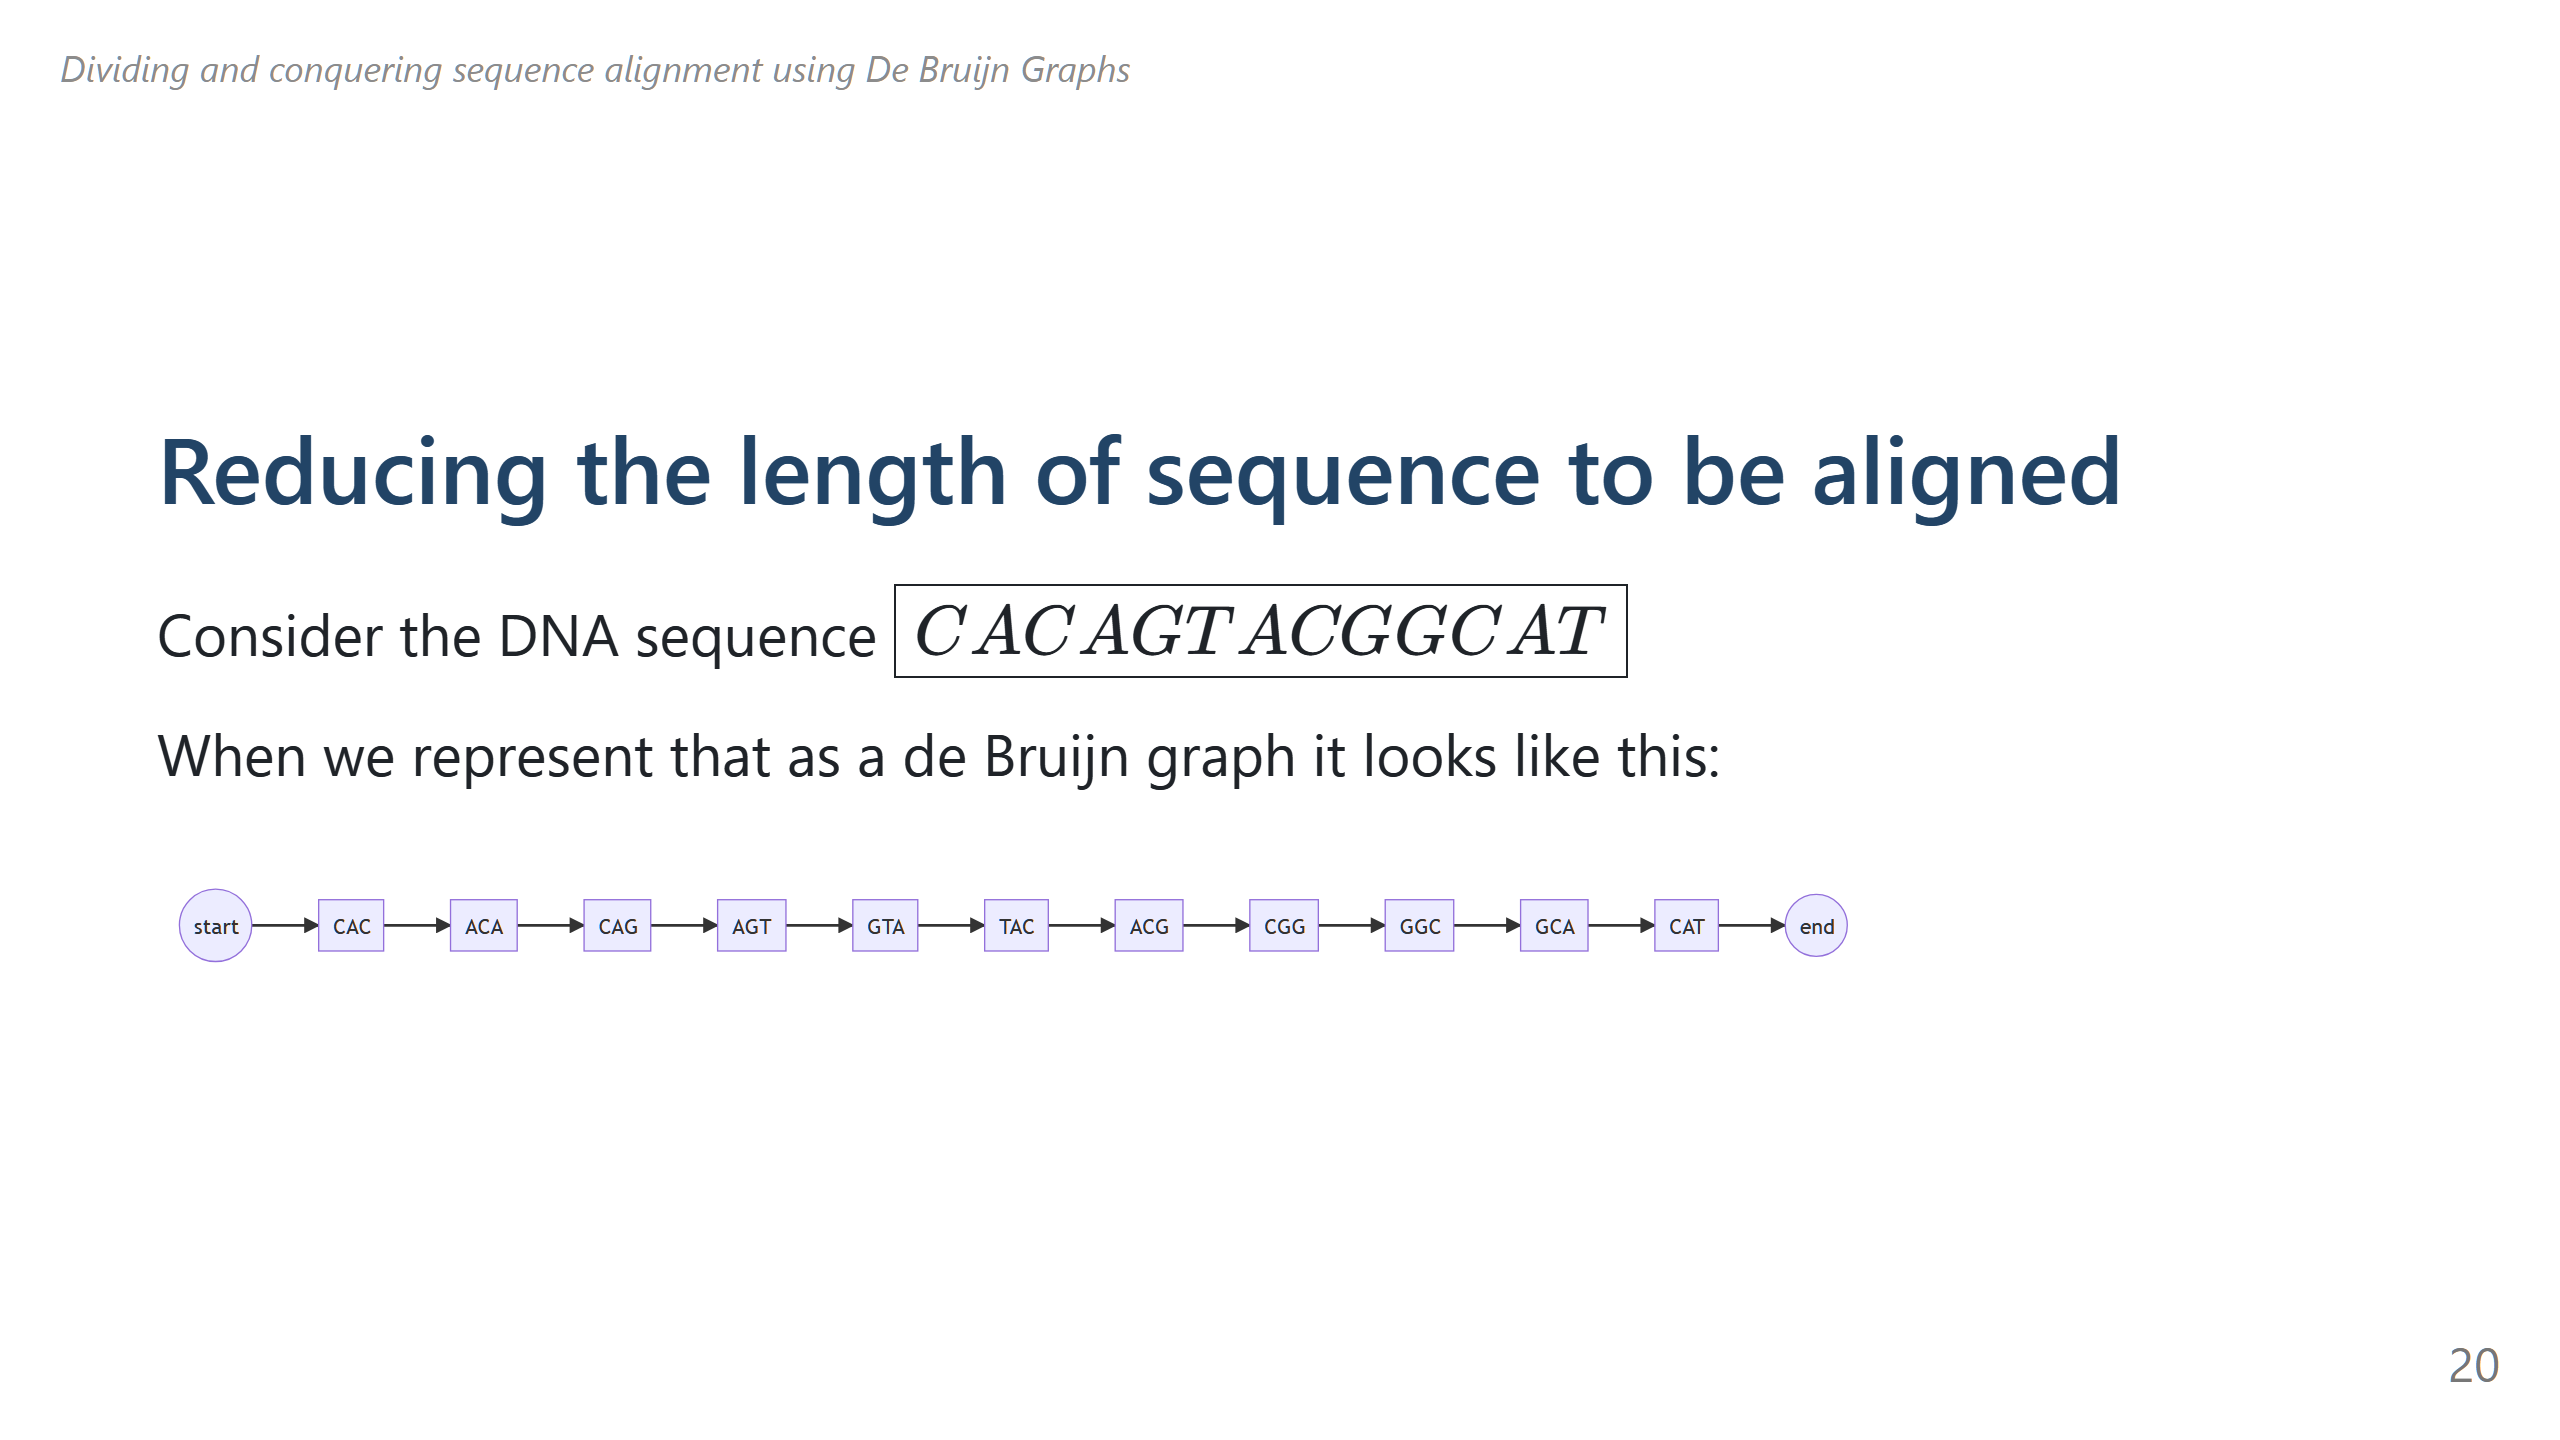 Dividing and conquering sequence alignment using De Bruijn Graphs
Reducing the length of sequence to be aligned
Consider the DNA sequence CACAGTACGGCAT
When we represent that as a de Bruijn graph it looks like this:
start CAC ACA CAG AGT GTA TAC ACG CGG GGC GCA CAT end
20